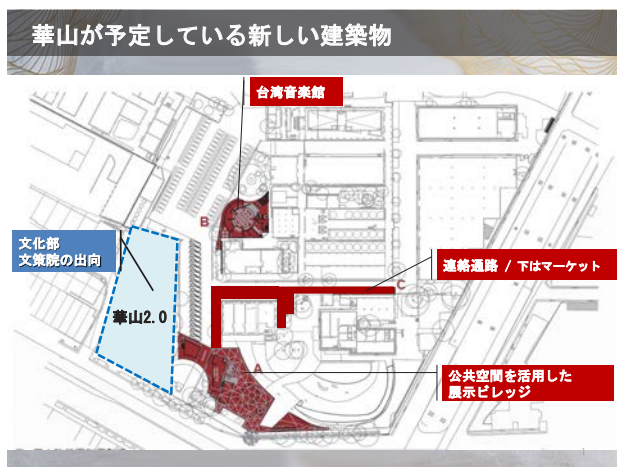 華山が予定している新しい建築物
台湾音楽館
B
文化部
文策院の出向
連絡通路 / 下はマーケット
C
華山2.0
A
公共空間を活用した
展示ビレッジ